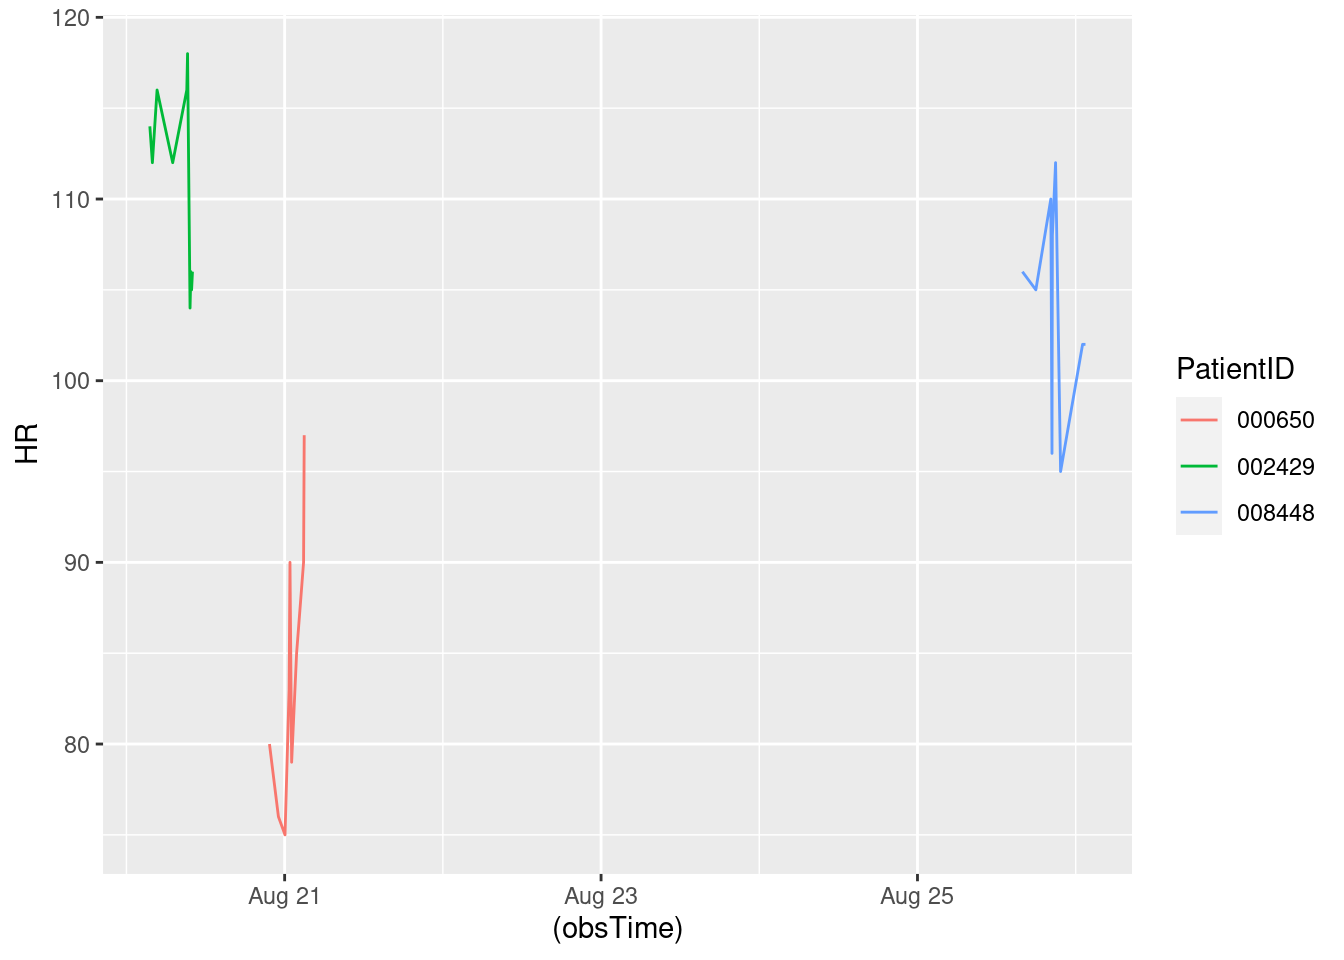 120
110
100
90
80
HR
Aug 21
Aug 23
Aug 25
(obsTime)
PatientID
000650
002429
008448